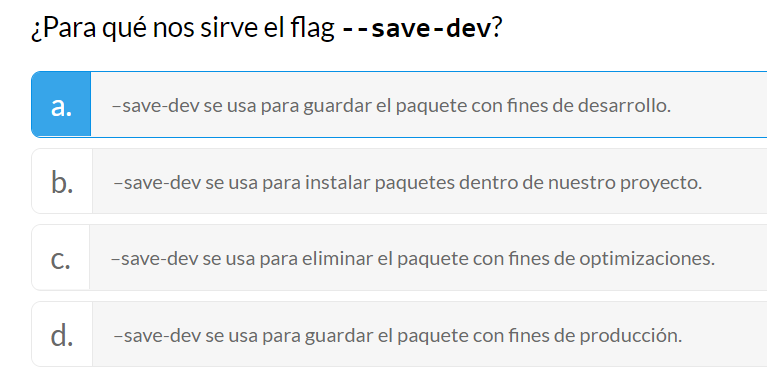 ¿Para qué nos sirve el flag --save-dev?
a. –save-dev se usa para guardar el paquete con fines de desarrollo.
b. –save-dev se usa para instalar paquetes dentro de nuestro proyecto.
c. –save-dev se usa para eliminar el paquete con fines de optimizaciones.
d. –save-dev se usa para guardar el paquete con fines de producción.